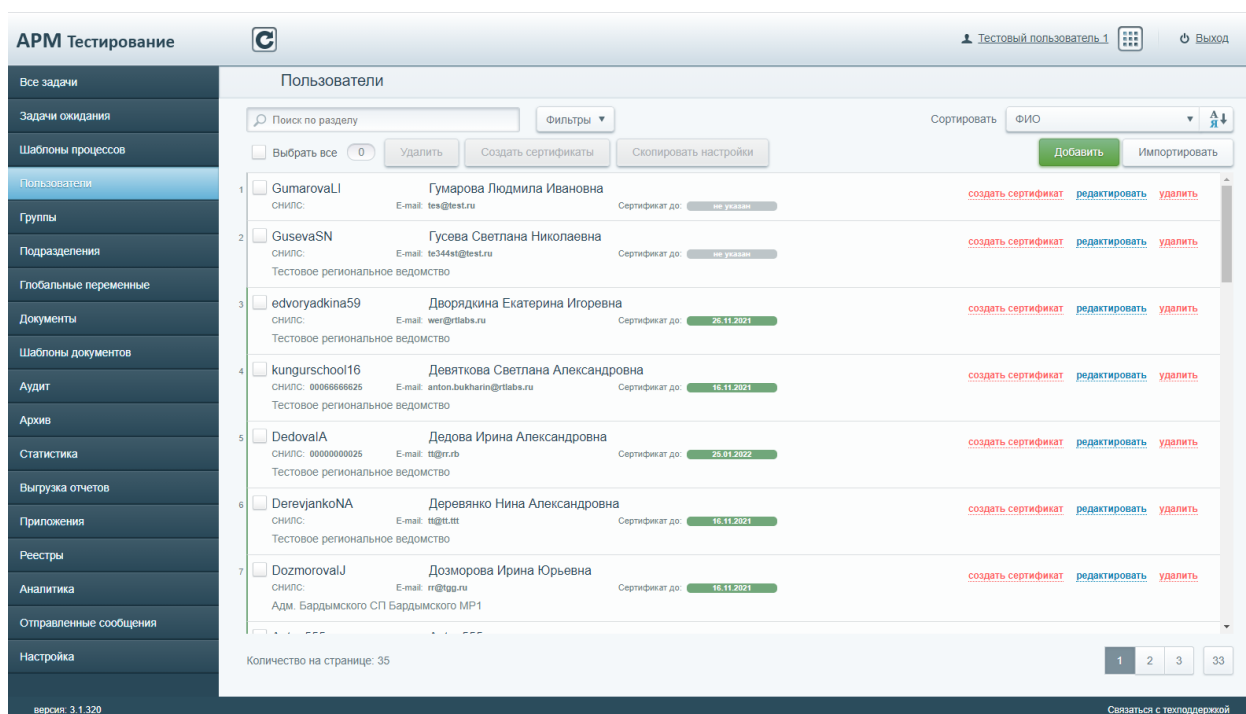 АРМ Тестирование
Тестовый пользователь 1
Выход
Все задачи
Задачи ожидания
Шаблоны процессов
Пользователи
Группы
Подразделения
Глобальные переменные
Документы
Шаблоны документов
Аудит
Архив
Статистика
Выгрузка отчетов
Приложения
Реестры
Аналитика
Отправленные сообщения
Настройка
версия: 3.1.320
Пользователи
Поиск по разделу
Фильтры
Сортировать ФИО
Выбрать все 0 Удалить Создать сертификаты Скопировать настройки
Добавить Импортировать
1 GumarovaLI Гумарова Людмила Ивановна
СНИЛС: E-mail: tes@test.ru Сертификат до: не указан
создать сертификат редактировать удалить
2 GusevaSN Гусева Светлана Николаевна
СНИЛС: E-mail: te344st@test.ru Сертификат до: не указан
создать сертификат редактировать удалить
Тестовое региональное ведомство
3 edvoryadkina59 Дворядкина Екатерина Игоревна
СНИЛС: E-mail: wer@rtlabs.ru Сертификат до: 26.11.2021
создать сертификат редактировать удалить
Тестовое региональное ведомство
4 kungurschool16 Девяткова Светлана Александровна
СНИЛС: 00066666625 E-mail: anton.bukharin@rtlabs.ru Сертификат до: 16.11.2021
создать сертификат редактировать удалить
Тестовое региональное ведомство
5 DedovaIA Дедова Ирина Александровна
СНИЛС: 00000000025 E-mail: tt@rr.rb Сертификат до: 25.01.2022
создать сертификат редактировать удалить
Тестовое региональное ведомство
6 DerevjankoNA Деревянко Нина Александровна
СНИЛС: E-mail: tt@tt.ttt Сертификат до: 16.11.2021
создать сертификат редактировать удалить
Тестовое региональное ведомство
7 DozmorovaIJ Дозморова Ирина Юрьевна
СНИЛС: E-mail: rr@tgg.ru Сертификат до: 16.11.2021
создать сертификат редактировать удалить
Адм. Бардымского СП Бардымского МР1
Количество на странице: 35
1 2 3 33
Связаться с техподдержкой